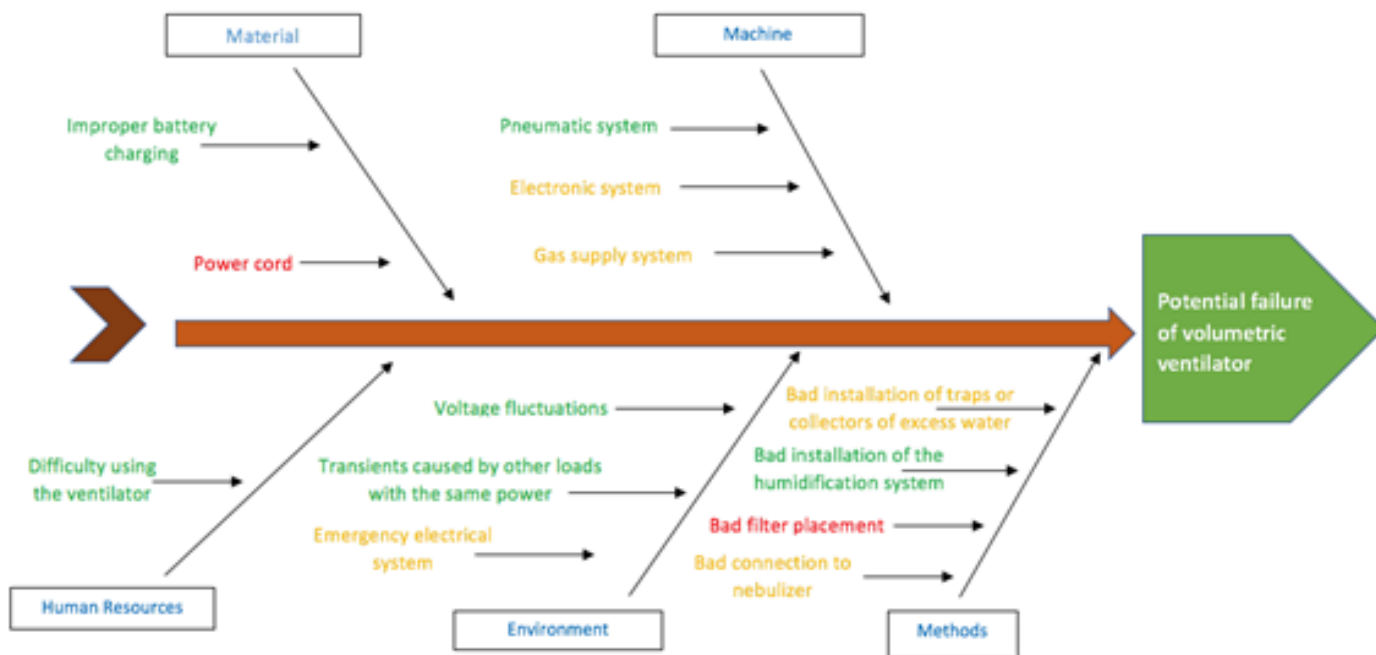 Material
Machine
Improper battery
charging
Pneumatic system
Electronic system
Power cord
Gas supply system
Potential failure
of volumetric
ventilator
Voltage fluctuations
Bad installation of traps or
collectors of excess water
Difficulty using
the ventilator
Transients caused by other loads
with the same power
Bad installation of the
humidification system
Emergency electrical
system
Bad filter placement
Bad connection to
nebulizer
Human Resources
Environment
Methods